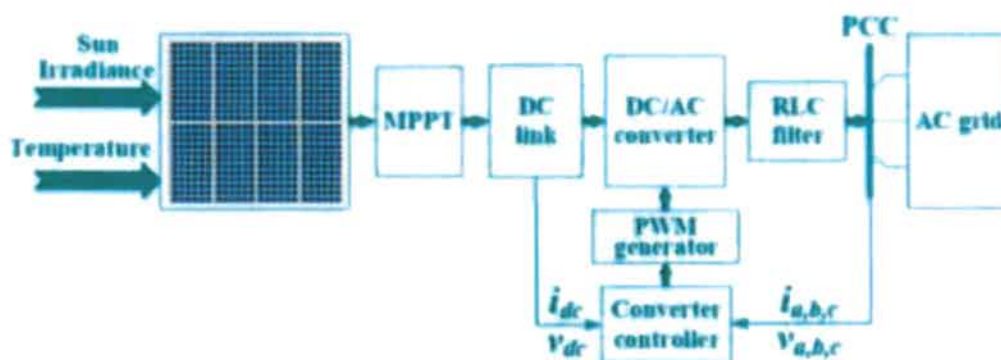 Sun
Irradiance
Temperature
MPPT
DC
link
DC/AC
converter
RLC
filter
PCC
AC grid
PWM
generator
Converter
controller
i_dc
v_dc
i_a,b,c
v_a,b,c